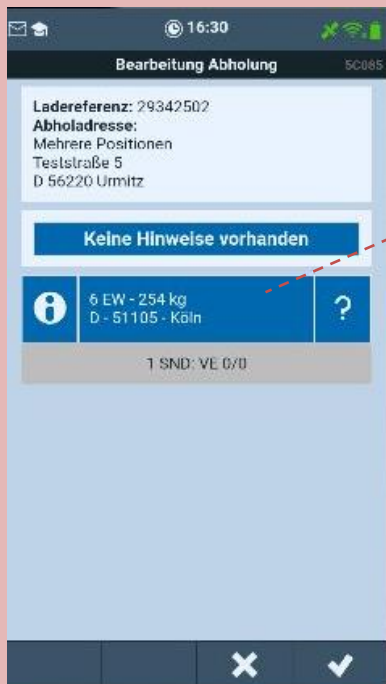 16:30
Bearbeitung Abholung 5C085
Ladereferenz: 29342502
Abholadresse:
Mehrere Positionen
Teststraße 5
D 56220 Urmitz
Keine Hinweise vorhanden
6 EW - 254 kg
D - 51105 - Köln
?
1 SND: VE 0/0